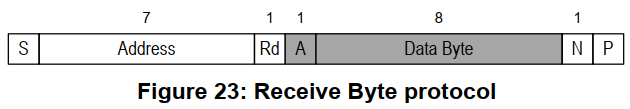 7 1 1 8 1
S Address Rd A Data Byte N P
Figure 23: Receive Byte protocol